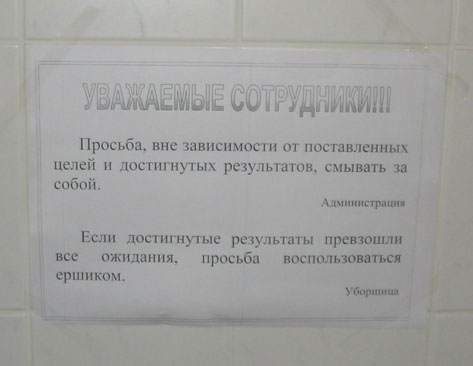 УВАЖАЕМЫЕ СОТРУДНИКИ!!!
Просьба, вне зависимости от поставленных
целей и достигнутых результатов, смывать за
собой.
Администрация
Если достигнутые результаты превзошли
все ожидания, просьба воспользоваться
ершиком.
Уборщица